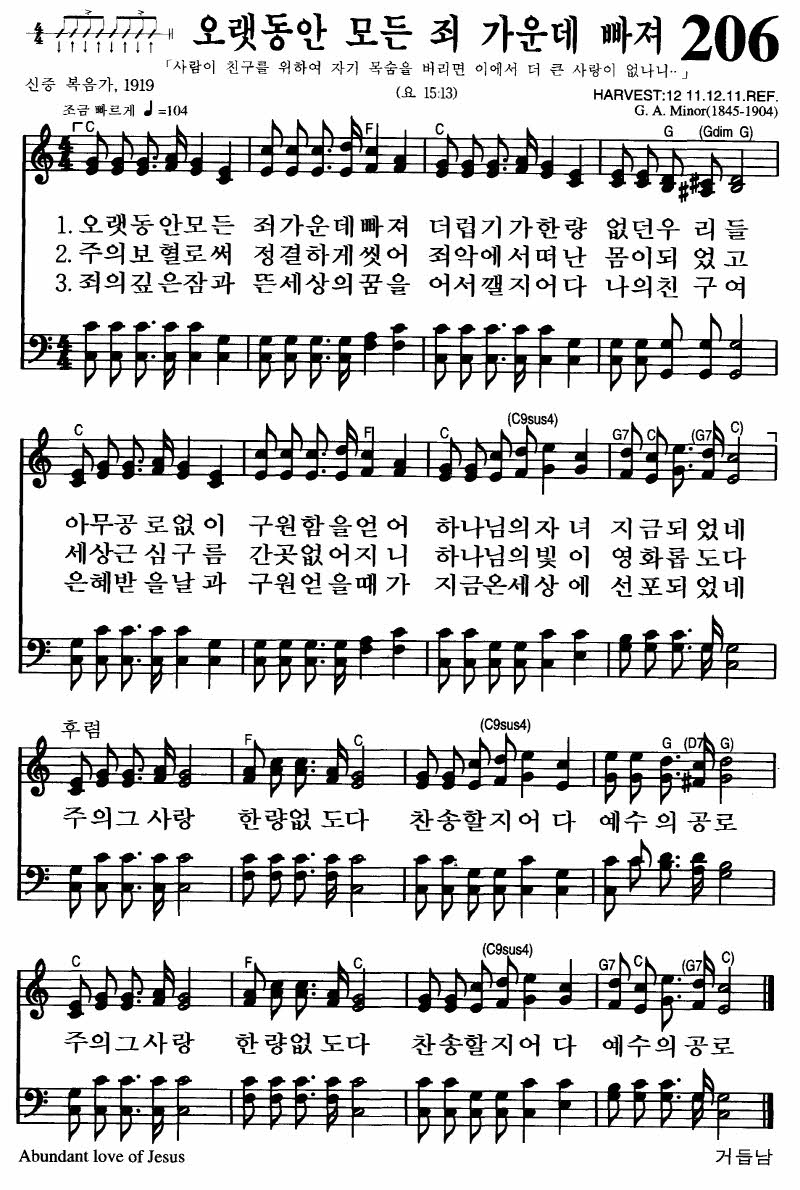 오랫동안 모든 죄 가운데 빠져 206
「사람이 친구를 위하여 자기 목숨을 버리면 이에서 더 큰 사랑이 없나니‥」
신증 복음가, 1919
(요 15:13)
HARVEST:12 11.12.11.REF.
조금 빠르게 ♩=104
G. A. Minor(1845-1904)
C F C G (Gdim G)
4 4
1. 오랫동안모든 죄가운데빠져 더럽기가한량 없던우 리들
2. 주의보혈로써 정결하게씻어 죄악에서떠난 몸이되 었고
3. 죄의깊은잠과 뜬세상의꿈을 어서깰지어다 나의친 구여
C F C (C9sus4) G7 C (G7 C)
아무공 로없이 구원함을얻어 하나님의자녀 지금되었네
세상근 심구름 간곳없어지니 하나님의빛이 영화롭도다
은혜받 을날과 구원얻을때가 지금온세상에 선포되었네
후렴
C F C (C9sus4) G (D7 G)
주의그사랑 한량없도다 찬송할지어다 예수의공로
C F C (C9sus4) G7 C (G7 C)
주의그사랑 한량없도다 찬송할지어다 예수의공로
Abundant love of Jesus 거듭남